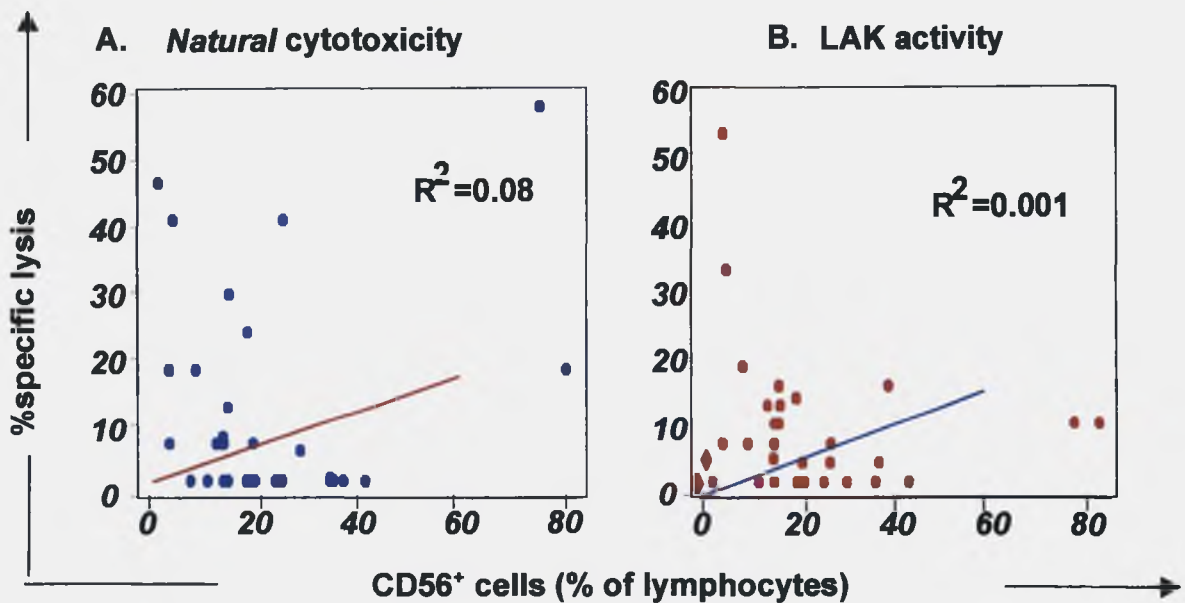 A. Natural cytotoxicity
B. LAK activity
%specific lysis
60
50
40
30
20
10
0
R²=0.08
0 20 40 60 80
60
50
40
30
20
10
0
R²=0.001
0 20 40 60 80
CD56⁺ cells (% of lymphocytes)